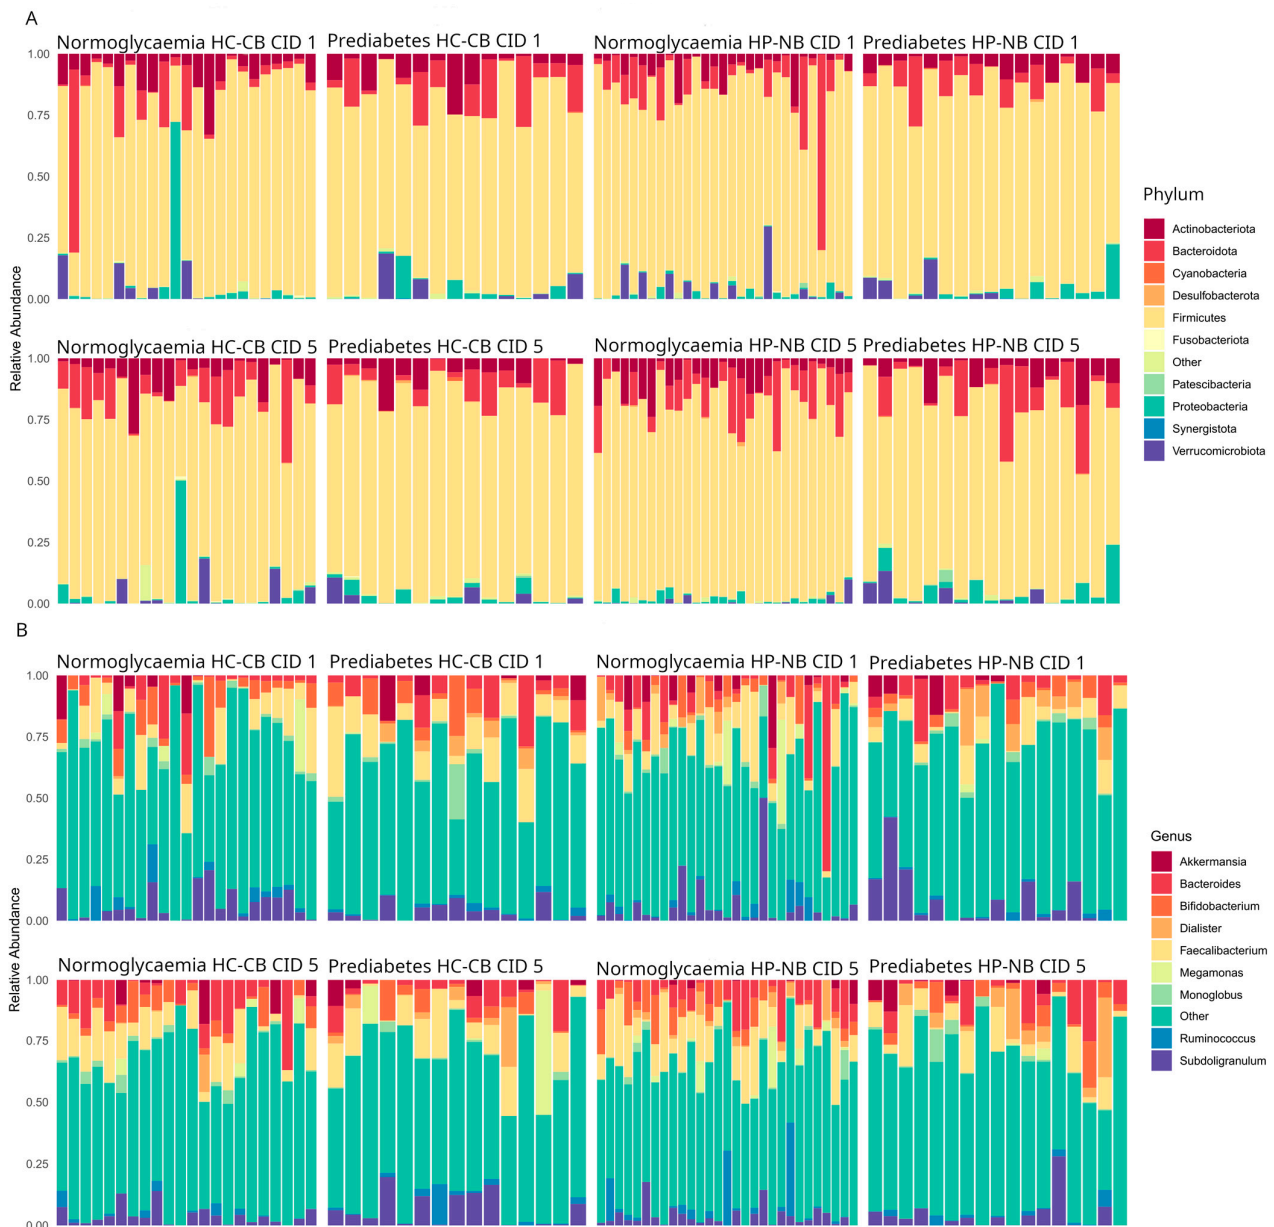 A
Normoglycaemia HC-CB CID 1
Prediabetes HC-CB CID 1
Normoglycaemia HP-NB CID 1
Prediabetes HP-NB CID 1
1.00
0.75
0.50
0.25
0.00
Relative Abundance
Normoglycaemia HC-CB CID 5
Prediabetes HC-CB CID 5
Normoglycaemia HP-NB CID 5
Prediabetes HP-NB CID 5
1.00
0.75
0.50
0.25
0.00
Phylum
Actinobacteriota
Bacteroidota
Cyanobacteria
Desulfobacterota
Firmicutes
Fusobacteriota
Other
Patescibacteria
Proteobacteria
Synergistota
Verrucomicrobiota
B
Normoglycaemia HC-CB CID 1
Prediabetes HC-CB CID 1
Normoglycaemia HP-NB CID 1
Prediabetes HP-NB CID 1
1.00
0.75
0.50
0.25
0.00
Relative Abundance
Normoglycaemia HC-CB CID 5
Prediabetes HC-CB CID 5
Normoglycaemia HP-NB CID 5
Prediabetes HP-NB CID 5
1.00
0.75
0.50
0.25
0.00
Genus
Akkermansia
Bacteroides
Bifidobacterium
Dialister
Faecalibacterium
Megamonas
Monoglobus
Other
Ruminococcus
Subdoligranulum